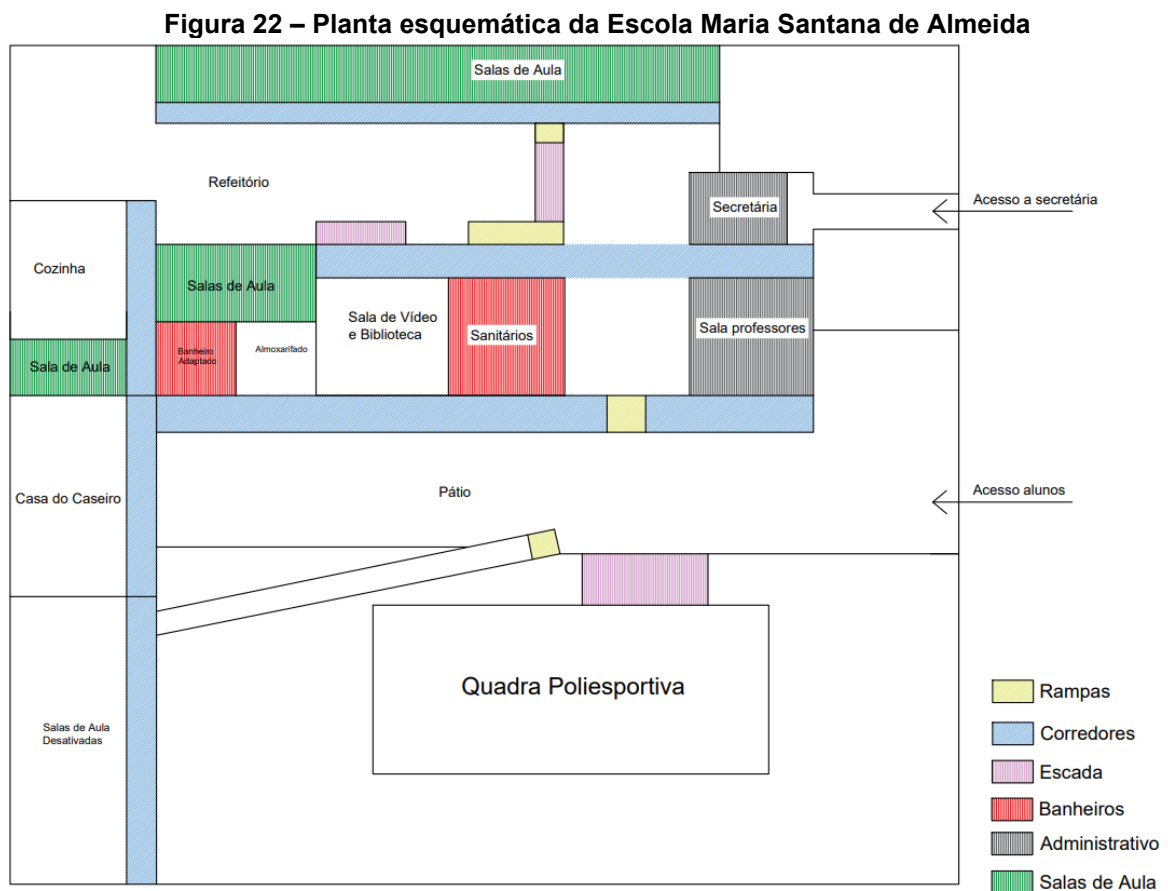 Figura 22 – Planta esquemática da Escola Maria Santana de Almeida
Salas de Aula
Refeitório
Secretária
Acesso a secretária
Cozinha
Salas de Aula
Sala de Vídeo
e Biblioteca
Sanitários
Sala professores
Banheiro
Adaptado
Almoxarifado
Sala de Aula
Casa do Caseiro
Pátio
Acesso alunos
Quadra Poliesportiva
Salas de Aula
Desativadas
Rampas
Corredores
Escada
Banheiros
Administrativo
Salas de Aula